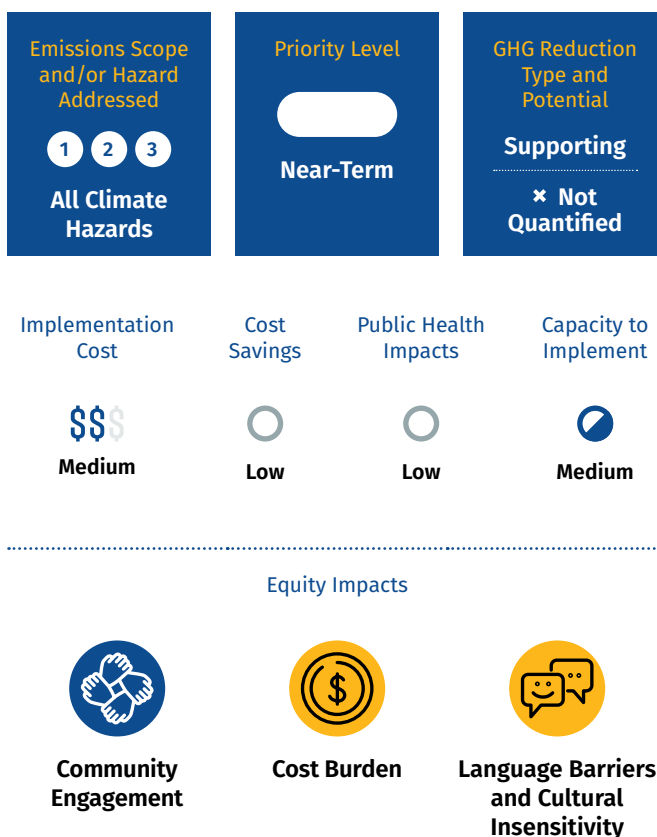 Emissions Scope
and/or Hazard
Addressed
1 2 3
All Climate
Hazards
Priority Level
Near-Term
GHG Reduction
Type and
Potential
Supporting
× Not
Quantified
Implementation
Cost
$$$
Medium
Cost
Savings
Low
Public Health
Impacts
Low
Capacity to
Implement
Medium
Equity Impacts
Community
Engagement
$
Cost Burden
Language Barriers
and Cultural
Insensitivity